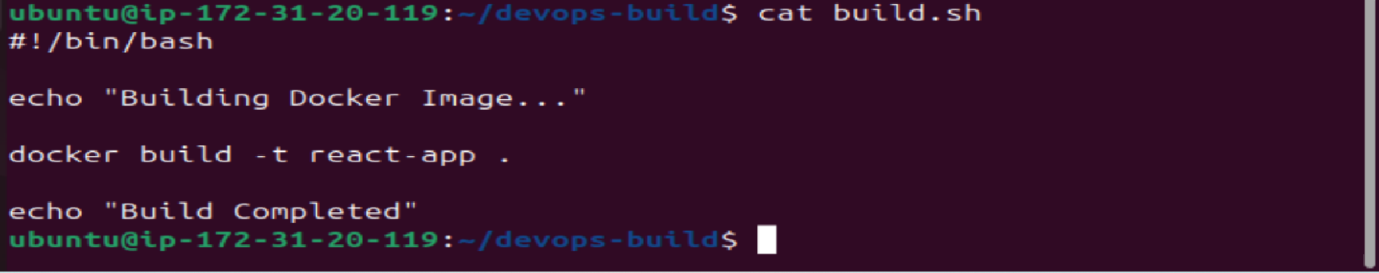 ubuntu@ip-172-31-20-119:~/devops-build$ cat build.sh
#!/bin/bash
echo "Building Docker Image..."
docker build -t react-app .
echo "Build Completed"
ubuntu@ip-172-31-20-119:~/devops-build$